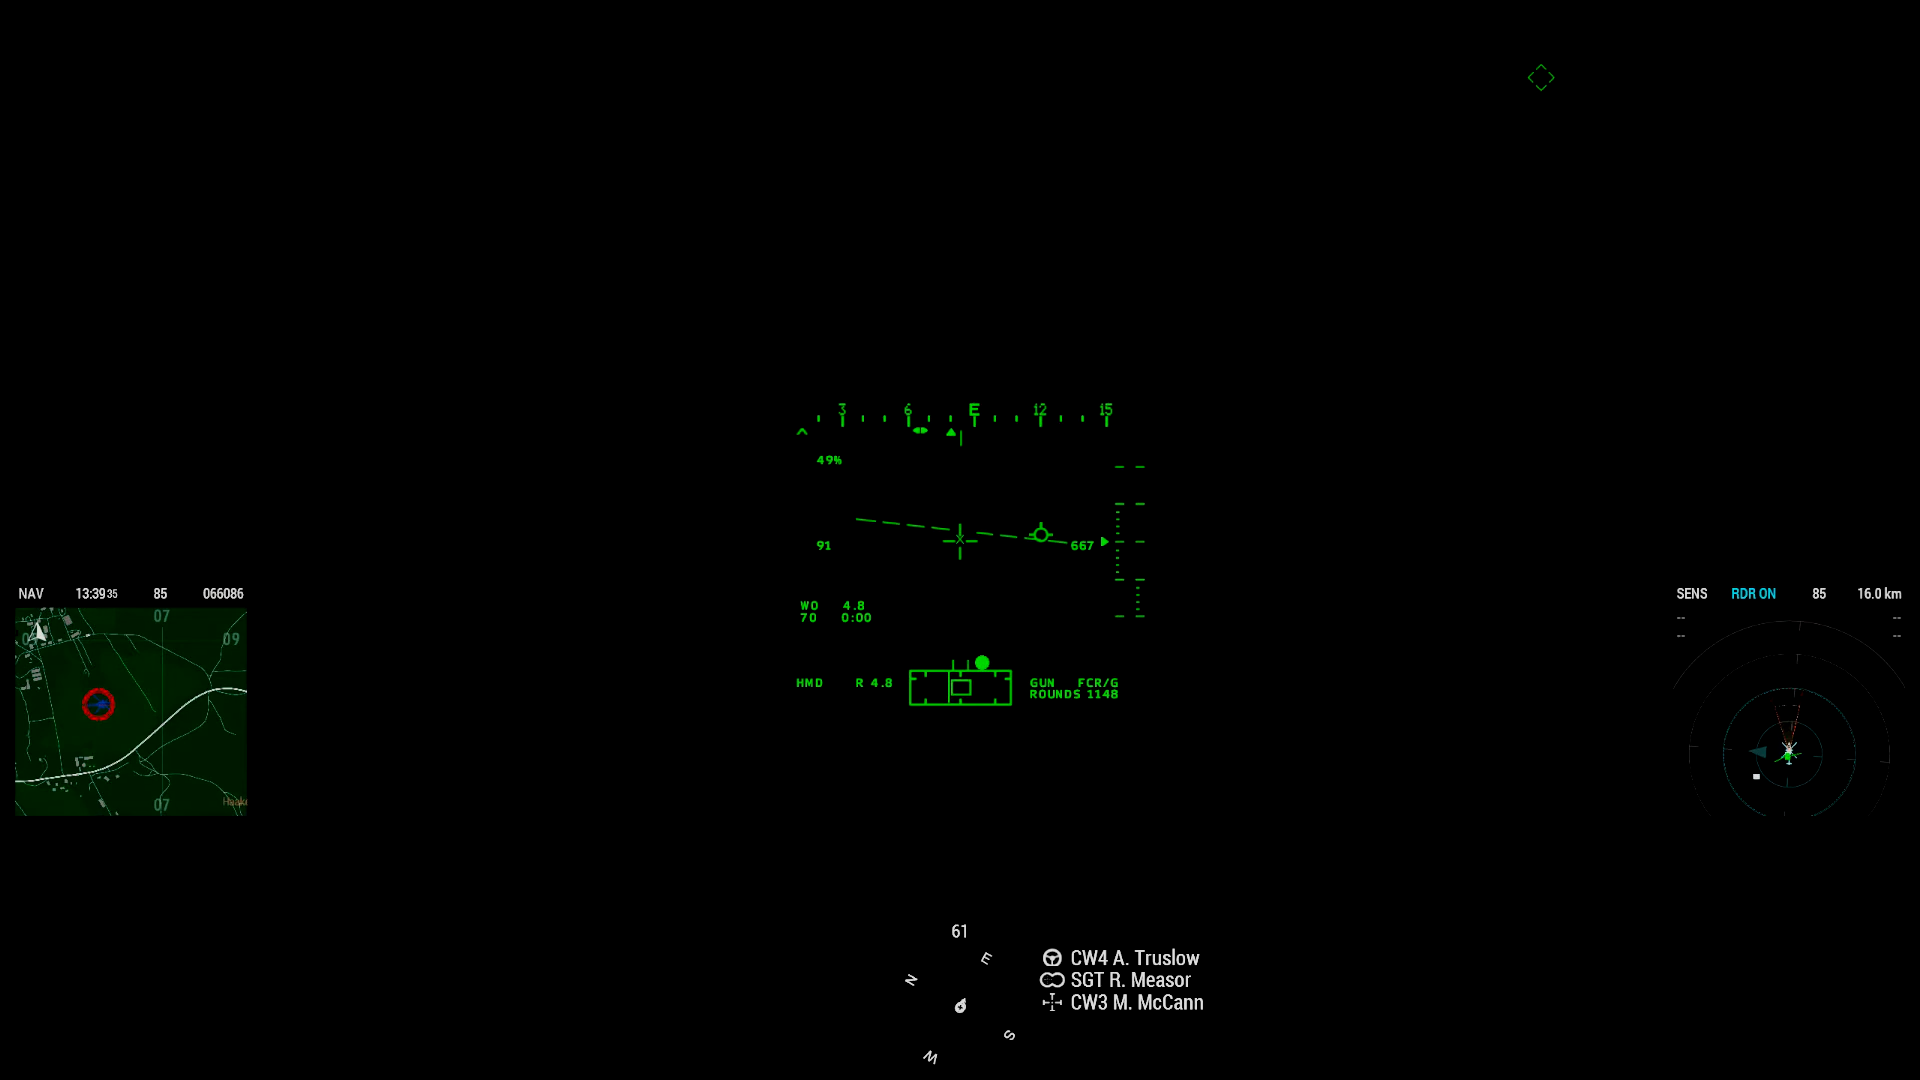 3 6 E 12 15
49%
91
667
WO 4.8
70 0:00
HMD R 4.8
GUN FCR/G
ROUNDS 1148
NAV 13:39 35 85 066086
07
09
07
SENS RDR ON 85 16.0 km
-- --
-- --
61
E
N
S
W
CW4 A. Truslow
SGT R. Measor
CW3 M. McCann